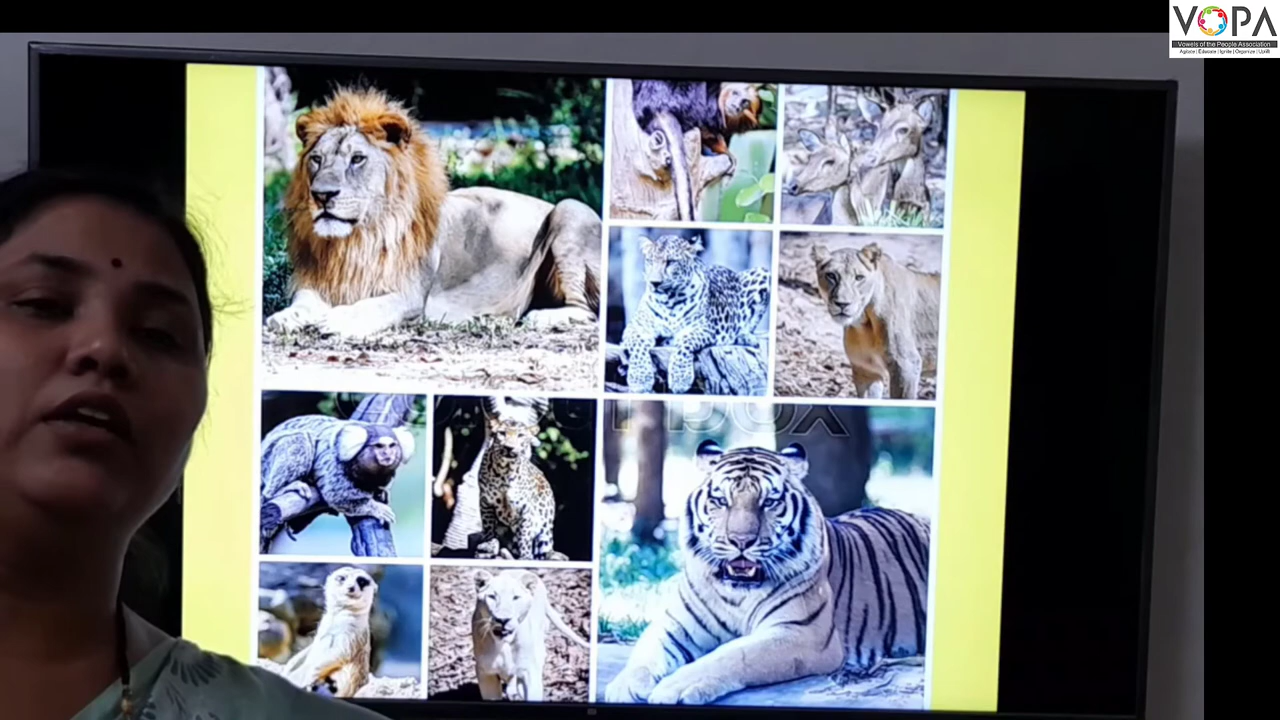 VOPA
Vowels of the People Association
Agitate | Educate | Ignite | Organize | Uplift